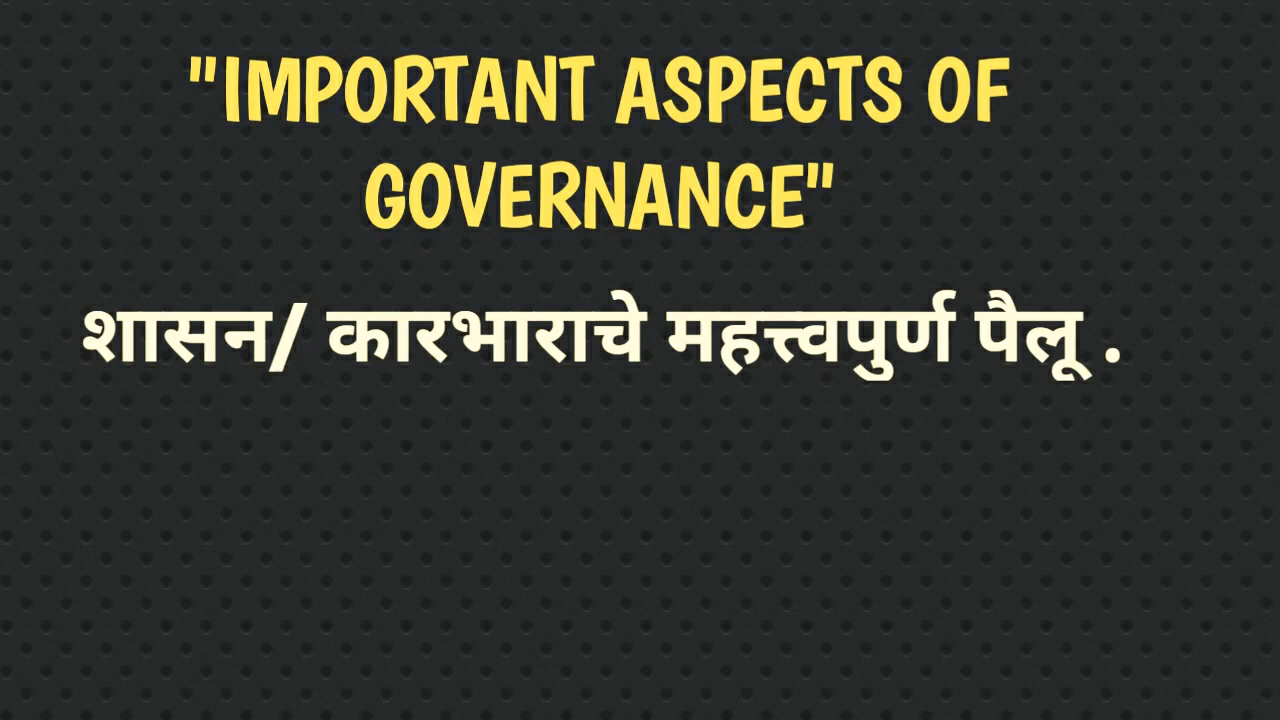 "IMPORTANT ASPECTS OF
GOVERNANCE"
शासन/ कारभाराचे महत्त्वपुर्ण पैलू .